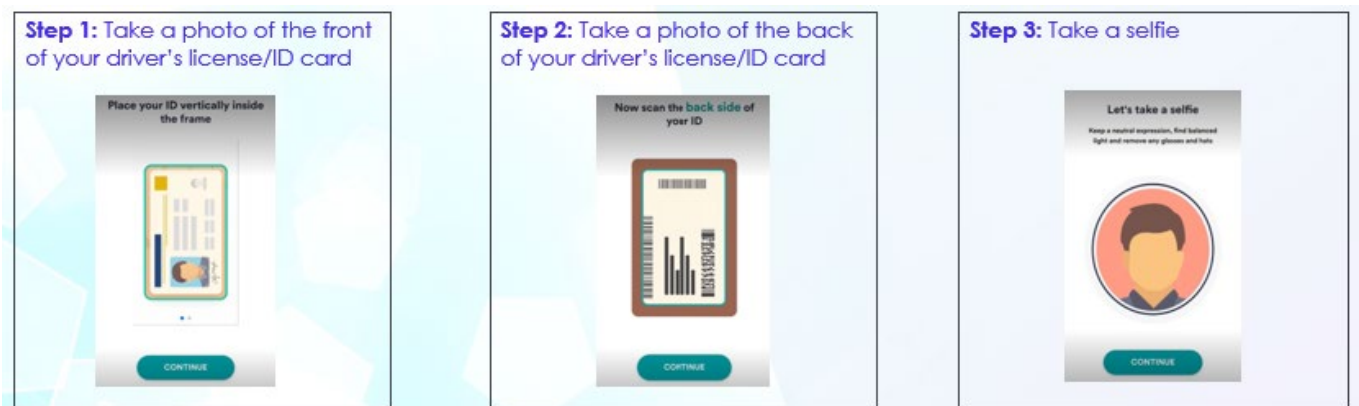 Step 1: Take a photo of the front
of your driver's license/ID card
Place your ID vertically inside
the frame
CONTINUE
Step 2: Take a photo of the back
of your driver's license/ID card
Now scan the back side of
your ID
CONTINUE
Step 3: Take a selfie
Let's take a selfie
Keep a neutral expression, find balanced
light and remove any glasses and hats
CONTINUE